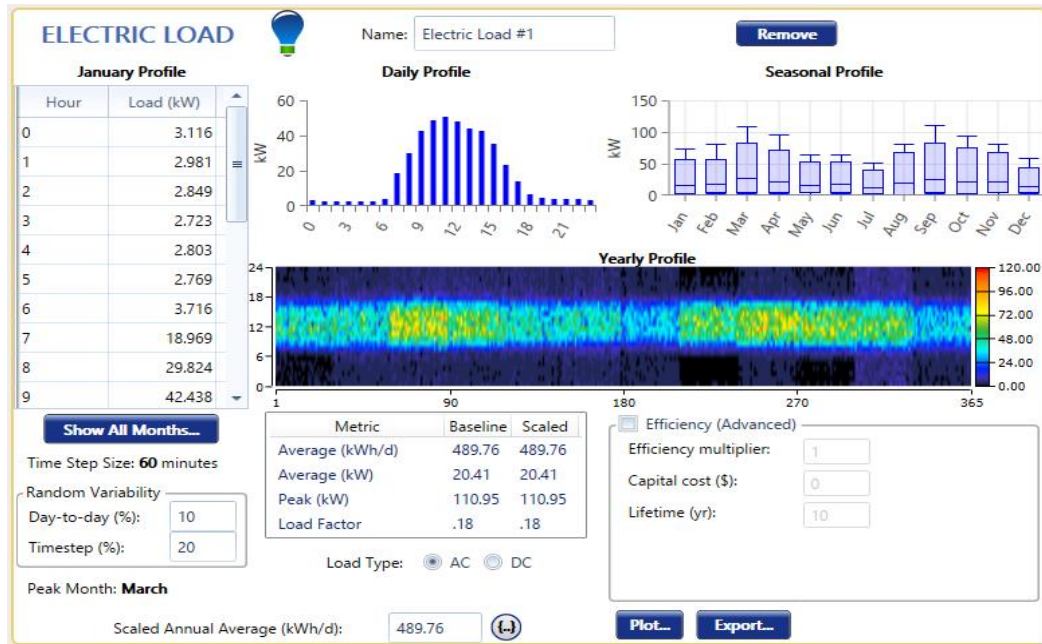 ELECTRIC LOAD
Name: Electric Load #1
Remove
January Profile
Hour Load (kW)
0 3.116
1 2.981
2 2.849
3 2.723
4 2.803
5 2.769
6 3.716
7 18.969
8 29.824
9 42.438
Show All Months...
Daily Profile
kW
60
40
20
0
0 3 6 9 12 15 18 21
Seasonal Profile
kW
150
100
50
0
Jan Feb Mar Apr May Jun Jul Aug Sep Oct Nov Dec
Yearly Profile
24
18
12
6
0
1 90 180 270 365
120.00
96.00
72.00
48.00
24.00
0.00
Time Step Size: 60 minutes
Random Variability
Day-to-day (%): 10
Timestep (%): 20
Peak Month: March
Metric Baseline Scaled
Average (kWh/d) 489.76 489.76
Average (kW) 20.41 20.41
Peak (kW) 110.95 110.95
Load Factor .18 .18
Load Type: AC DC
Efficiency (Advanced)
Efficiency multiplier: 1
Capital cost ($): 0
Lifetime (yr): 10
Scaled Annual Average (kWh/d): 489.76 {..}
Plot... Export...